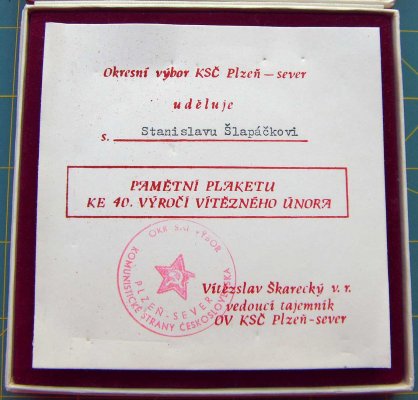 Okresní výbor KSČ Plzeň – sever
uděluje
s. Stanislavu Šlapáčkovi
PAMĚTNÍ PLAKETU
KE 40. VÝROČÍ VÍTĚZNÉHO ÚNORA
OKR SNÍ VÝBOR
KOMUNISTICKÉ STRANY ČESKOSLOVENSKA
PLZEŇ-SEVER
Vítězslav Škarecký v. r.
vedoucí tajemník
OV KSČ Plzeň-sever